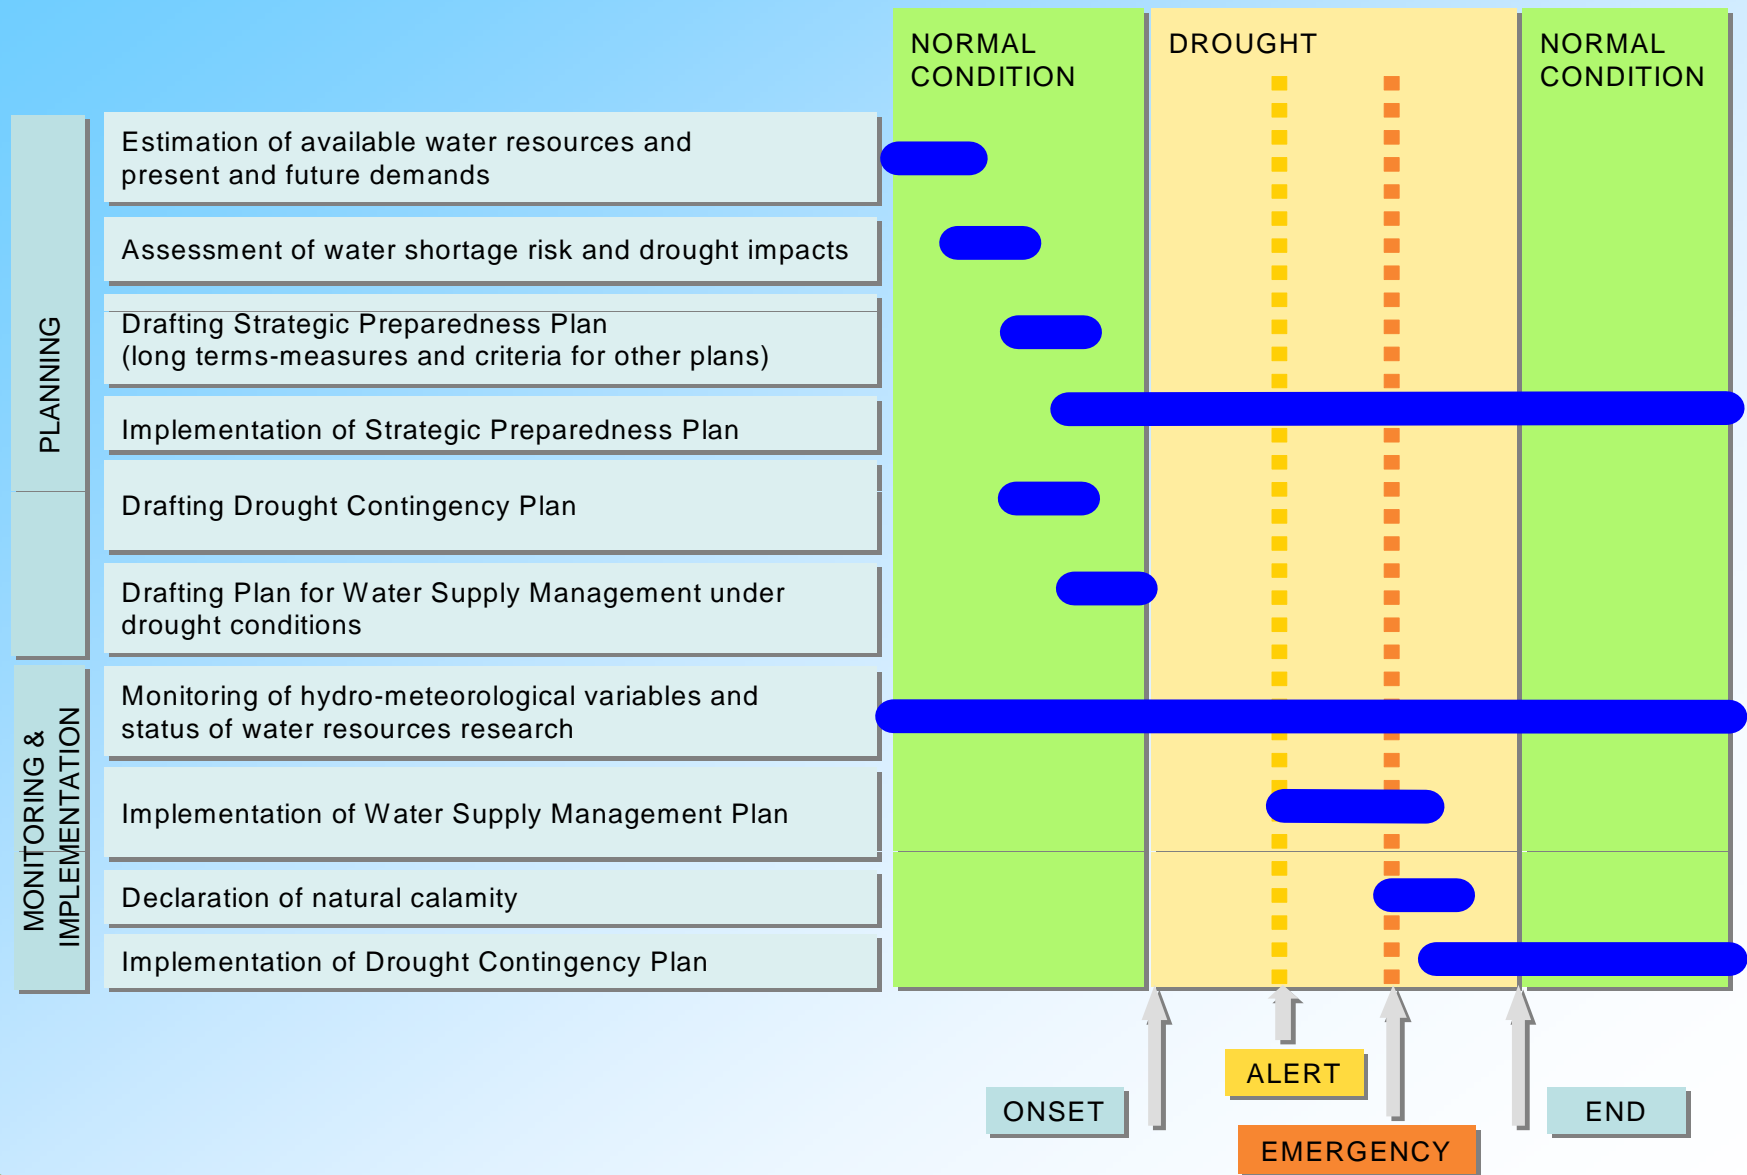 NORMAL
CONDITION
DROUGHT
NORMAL
CONDITION
PLANNING
Estimation of available water resources and
present and future demands
Assessment of water shortage risk and drought impacts
Drafting Strategic Preparedness Plan
(long terms-measures and criteria for other plans)
Implementation of Strategic Preparedness Plan
Drafting Drought Contingency Plan
Drafting Plan for Water Supply Management under
drought conditions
MONITORING &
IMPLEMENTATION
Monitoring of hydro-meteorological variables and
status of water resources research
Implementation of Water Supply Management Plan
Declaration of natural calamity
Implementation of Drought Contingency Plan
ALERT
ONSET
END
EMERGENCY